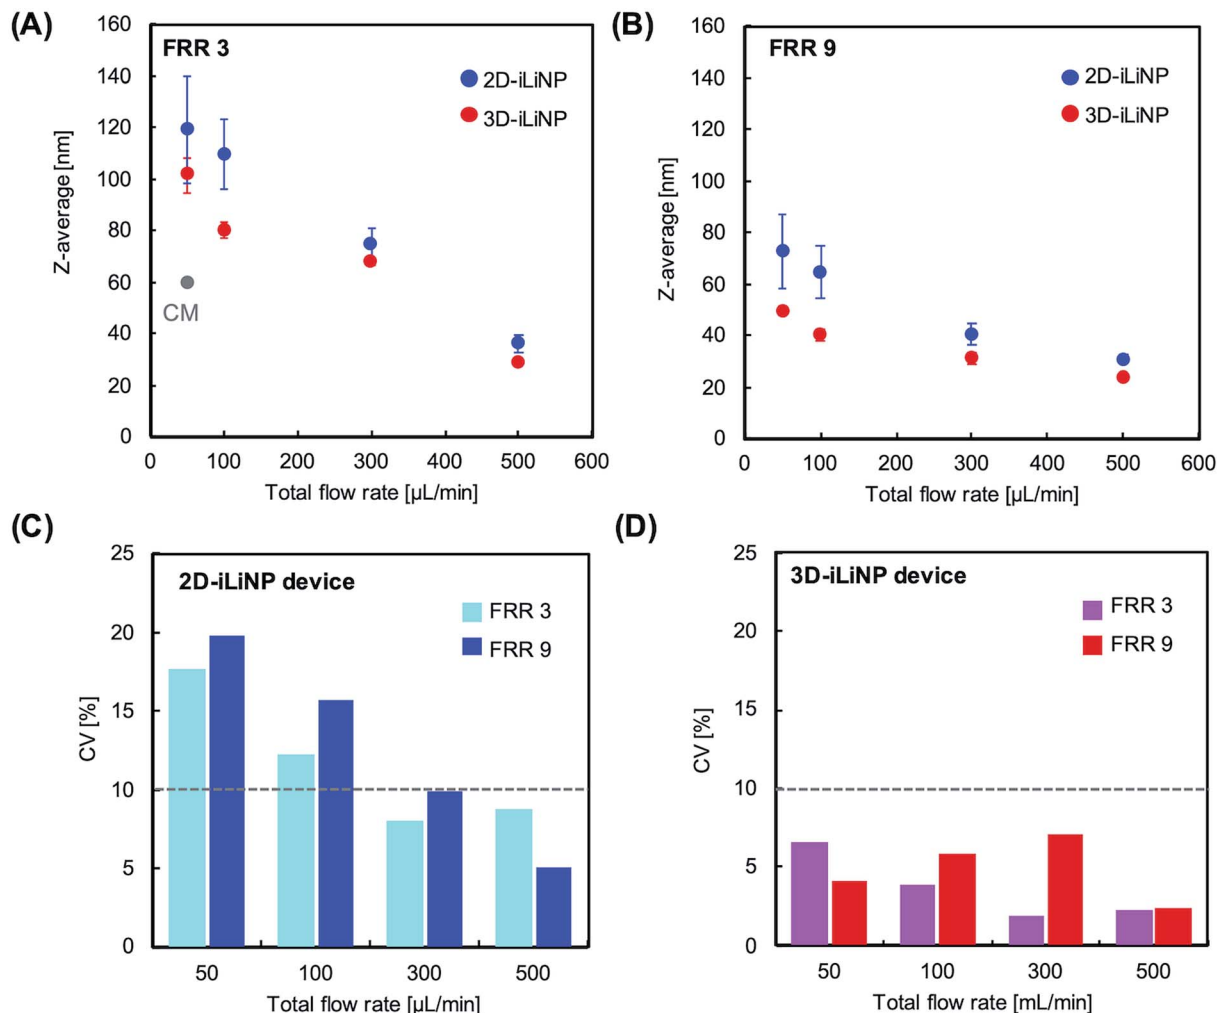 (A)
FRR 3
2D-iLiNP
3D-iLiNP
CM
Z-average [nm]
160
140
120
100
80
60
40
20
0
0 100 200 300 400 500 600
Total flow rate [µL/min]
(B)
FRR 9
2D-iLiNP
3D-iLiNP
Z-average [nm]
160
140
120
100
80
60
40
20
0
0 100 200 300 400 500 600
Total flow rate [µL/min]
(C)
2D-iLiNP device
FRR 3
FRR 9
CV [%]
25
20
15
10
5
0
50 100 300 500
Total flow rate [µL/min]
(D)
3D-iLiNP device
FRR 3
FRR 9
CV [%]
25
20
15
10
5
0
50 100 300 500
Total flow rate [mL/min]